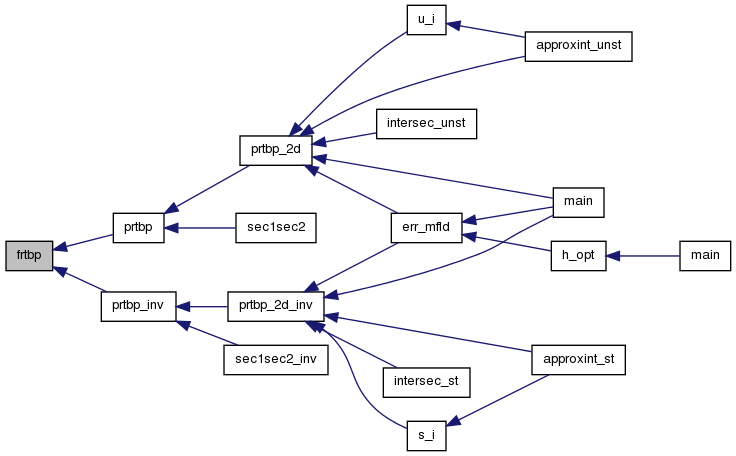 u_i
approxint_unst
intersec_unst
prtbp_2d
main
prtbp
sec1sec2
err_mfld
frtbp
h_opt
main
prtbp_inv
prtbp_2d_inv
sec1sec2_inv
approxint_st
intersec_st
s_i